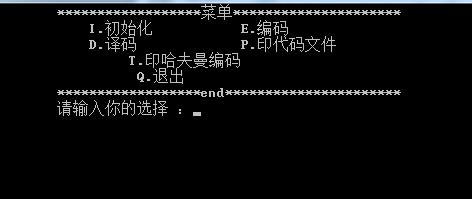 ******************菜单*********************
I.初始化 E.编码
D.译码 P.印代码文件
T.印哈夫曼编码
Q.退出
******************end**********************
请输入你的选择 ：